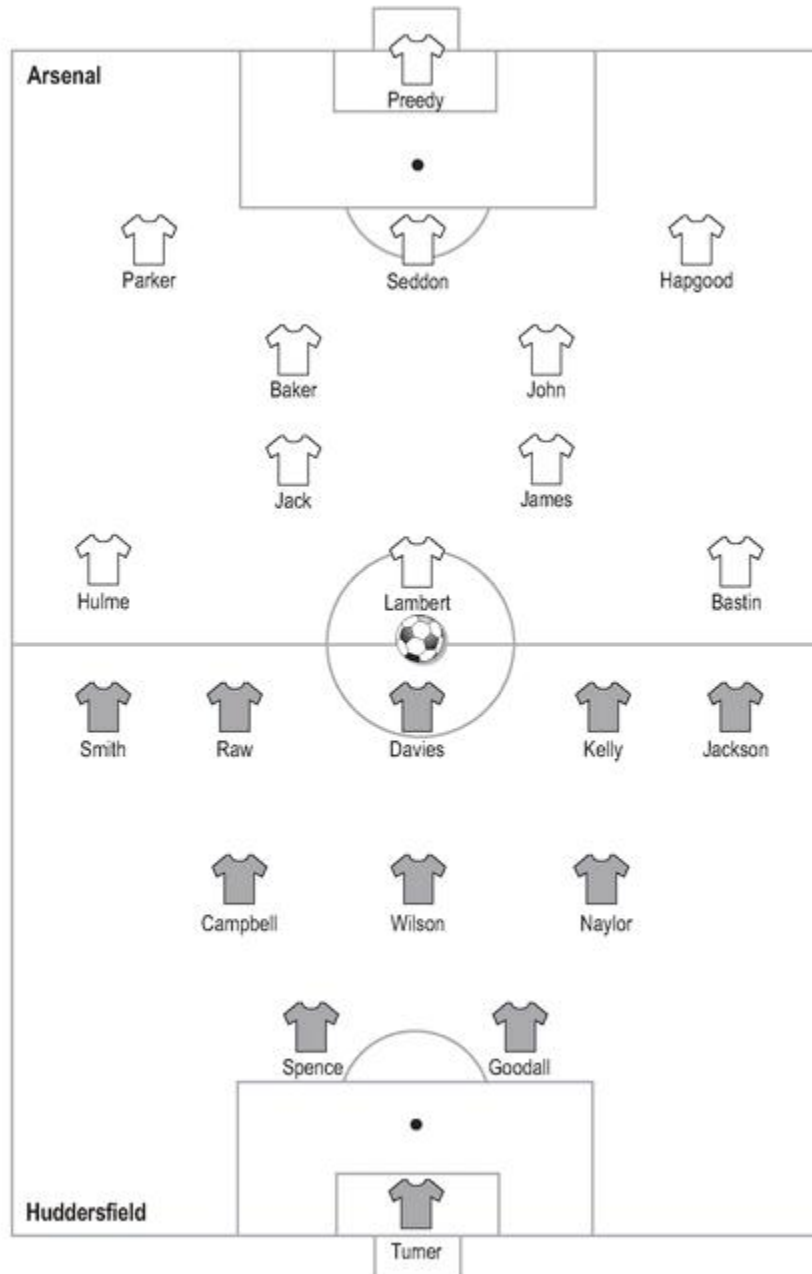 Arsenal
Preedy
Parker
Seddon
Hapgood
Baker
John
Jack
James
Hulme
Lambert
Bastin
Smith
Raw
Davies
Kelly
Jackson
Campbell
Wilson
Naylor
Spence
Goodall
Huddersfield
Turner